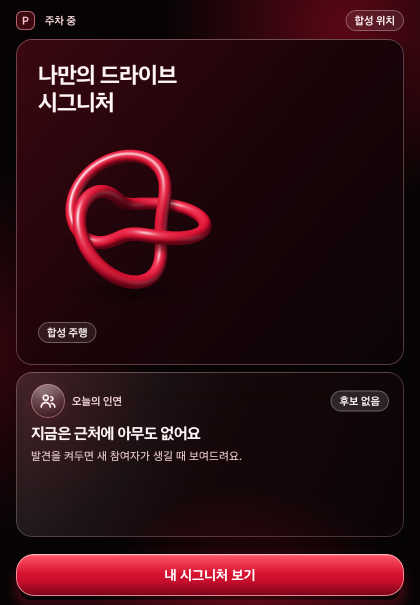 P 주차 중 합성 위치
나만의 드라이브
시그니처
합성 주행
오늘의 인연 후보 없음
지금은 근처에 아무도 없어요
발견을 켜두면 새 참여자가 생길 때 보여드려요.
내 시그니처 보기